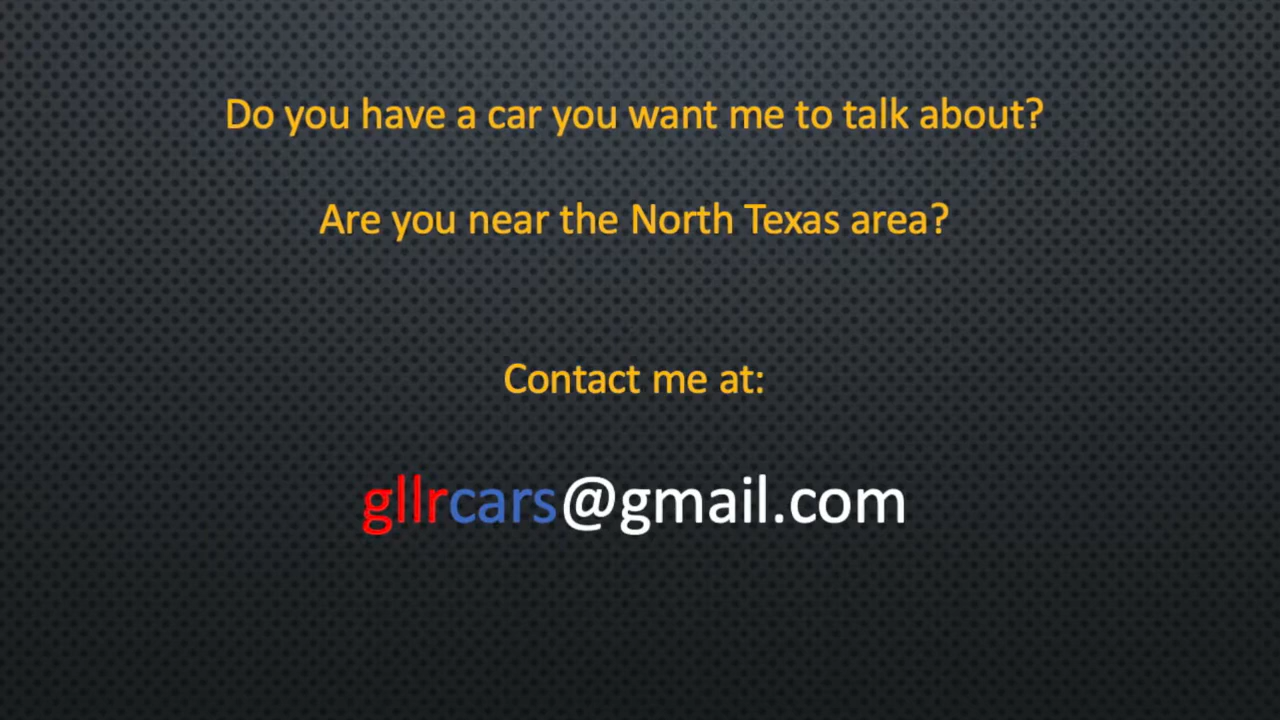 Do you have a car you want me to talk about?
Are you near the North Texas area?
Contact me at:
gllrcars@gmail.com